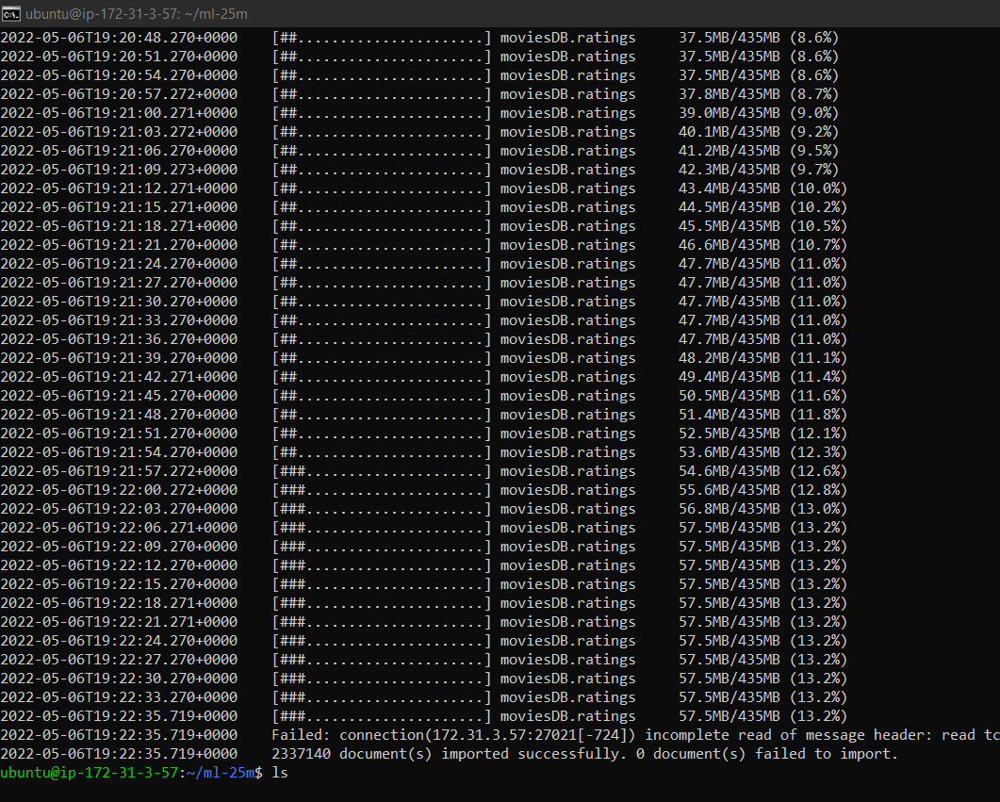 ubuntu@ip-172-31-3-57: ~/ml-25m
2022-05-06T19:20:48.270+0000 [##......................] moviesDB.ratings 37.5MB/435MB (8.6%)
2022-05-06T19:20:51.270+0000 [##......................] moviesDB.ratings 37.5MB/435MB (8.6%)
2022-05-06T19:20:54.270+0000 [##......................] moviesDB.ratings 37.5MB/435MB (8.6%)
2022-05-06T19:20:57.272+0000 [##......................] moviesDB.ratings 37.8MB/435MB (8.7%)
2022-05-06T19:21:00.271+0000 [##......................] moviesDB.ratings 39.0MB/435MB (9.0%)
2022-05-06T19:21:03.272+0000 [##......................] moviesDB.ratings 40.1MB/435MB (9.2%)
2022-05-06T19:21:06.270+0000 [##......................] moviesDB.ratings 41.2MB/435MB (9.5%)
2022-05-06T19:21:09.273+0000 [##......................] moviesDB.ratings 42.3MB/435MB (9.7%)
2022-05-06T19:21:12.271+0000 [##......................] moviesDB.ratings 43.4MB/435MB (10.0%)
2022-05-06T19:21:15.271+0000 [##......................] moviesDB.ratings 44.5MB/435MB (10.2%)
2022-05-06T19:21:18.271+0000 [##......................] moviesDB.ratings 45.5MB/435MB (10.5%)
2022-05-06T19:21:21.270+0000 [##......................] moviesDB.ratings 46.6MB/435MB (10.7%)
2022-05-06T19:21:24.270+0000 [##......................] moviesDB.ratings 47.7MB/435MB (11.0%)
2022-05-06T19:21:27.270+0000 [##......................] moviesDB.ratings 47.7MB/435MB (11.0%)
2022-05-06T19:21:30.270+0000 [##......................] moviesDB.ratings 47.7MB/435MB (11.0%)
2022-05-06T19:21:33.270+0000 [##......................] moviesDB.ratings 47.7MB/435MB (11.0%)
2022-05-06T19:21:36.270+0000 [##......................] moviesDB.ratings 47.7MB/435MB (11.0%)
2022-05-06T19:21:39.270+0000 [##......................] moviesDB.ratings 48.2MB/435MB (11.1%)
2022-05-06T19:21:42.271+0000 [##......................] moviesDB.ratings 49.4MB/435MB (11.4%)
2022-05-06T19:21:45.270+0000 [##......................] moviesDB.ratings 50.5MB/435MB (11.6%)
2022-05-06T19:21:48.270+0000 [##......................] moviesDB.ratings 51.4MB/435MB (11.8%)
2022-05-06T19:21:51.270+0000 [##......................] moviesDB.ratings 52.5MB/435MB (12.1%)
2022-05-06T19:21:54.270+0000 [##......................] moviesDB.ratings 53.6MB/435MB (12.3%)
2022-05-06T19:21:57.272+0000 [###.....................] moviesDB.ratings 54.6MB/435MB (12.6%)
2022-05-06T19:22:00.272+0000 [###.....................] moviesDB.ratings 55.6MB/435MB (12.8%)
2022-05-06T19:22:03.270+0000 [###.....................] moviesDB.ratings 56.8MB/435MB (13.0%)
2022-05-06T19:22:06.271+0000 [###.....................] moviesDB.ratings 57.5MB/435MB (13.2%)
2022-05-06T19:22:09.270+0000 [###.....................] moviesDB.ratings 57.5MB/435MB (13.2%)
2022-05-06T19:22:12.270+0000 [###.....................] moviesDB.ratings 57.5MB/435MB (13.2%)
2022-05-06T19:22:15.270+0000 [###.....................] moviesDB.ratings 57.5MB/435MB (13.2%)
2022-05-06T19:22:18.271+0000 [###.....................] moviesDB.ratings 57.5MB/435MB (13.2%)
2022-05-06T19:22:21.271+0000 [###.....................] moviesDB.ratings 57.5MB/435MB (13.2%)
2022-05-06T19:22:24.270+0000 [###.....................] moviesDB.ratings 57.5MB/435MB (13.2%)
2022-05-06T19:22:27.270+0000 [###.....................] moviesDB.ratings 57.5MB/435MB (13.2%)
2022-05-06T19:22:30.270+0000 [###.....................] moviesDB.ratings 57.5MB/435MB (13.2%)
2022-05-06T19:22:33.270+0000 [###.....................] moviesDB.ratings 57.5MB/435MB (13.2%)
2022-05-06T19:22:35.719+0000 [###.....................] moviesDB.ratings 57.5MB/435MB (13.2%)
2022-05-06T19:22:35.719+0000 Failed: connection(172.31.3.57:27021[-724]) incomplete read of message header: read tc
2022-05-06T19:22:35.719+0000 2337140 document(s) imported successfully. 0 document(s) failed to import.
ubuntu@ip-172-31-3-57:~/ml-25m$ ls